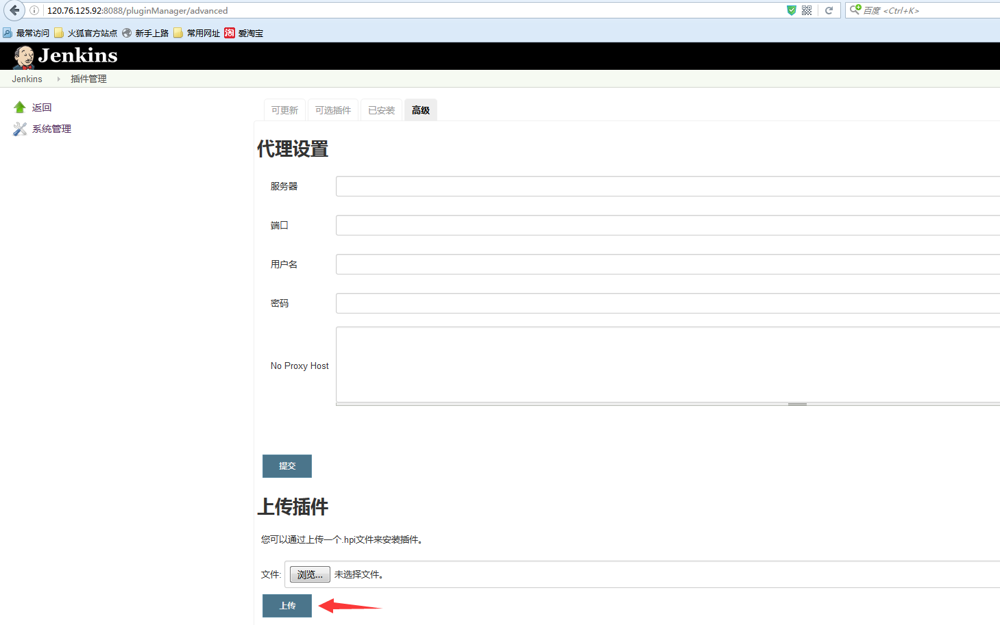 120.76.125.92:8088/pluginManager/advanced
百度 <Ctrl+K>
最常访问 火狐官方站点 新手上路 常用网址 淘 爱淘宝
Jenkins
Jenkins 插件管理
返回
系统管理
可更新 可选插件 已安装 高级
代理设置
服务器
端口
用户名
密码
No Proxy Host
提交
上传插件
您可以通过上传一个.hpi文件来安装插件。
文件: 浏览... 未选择文件。
上传